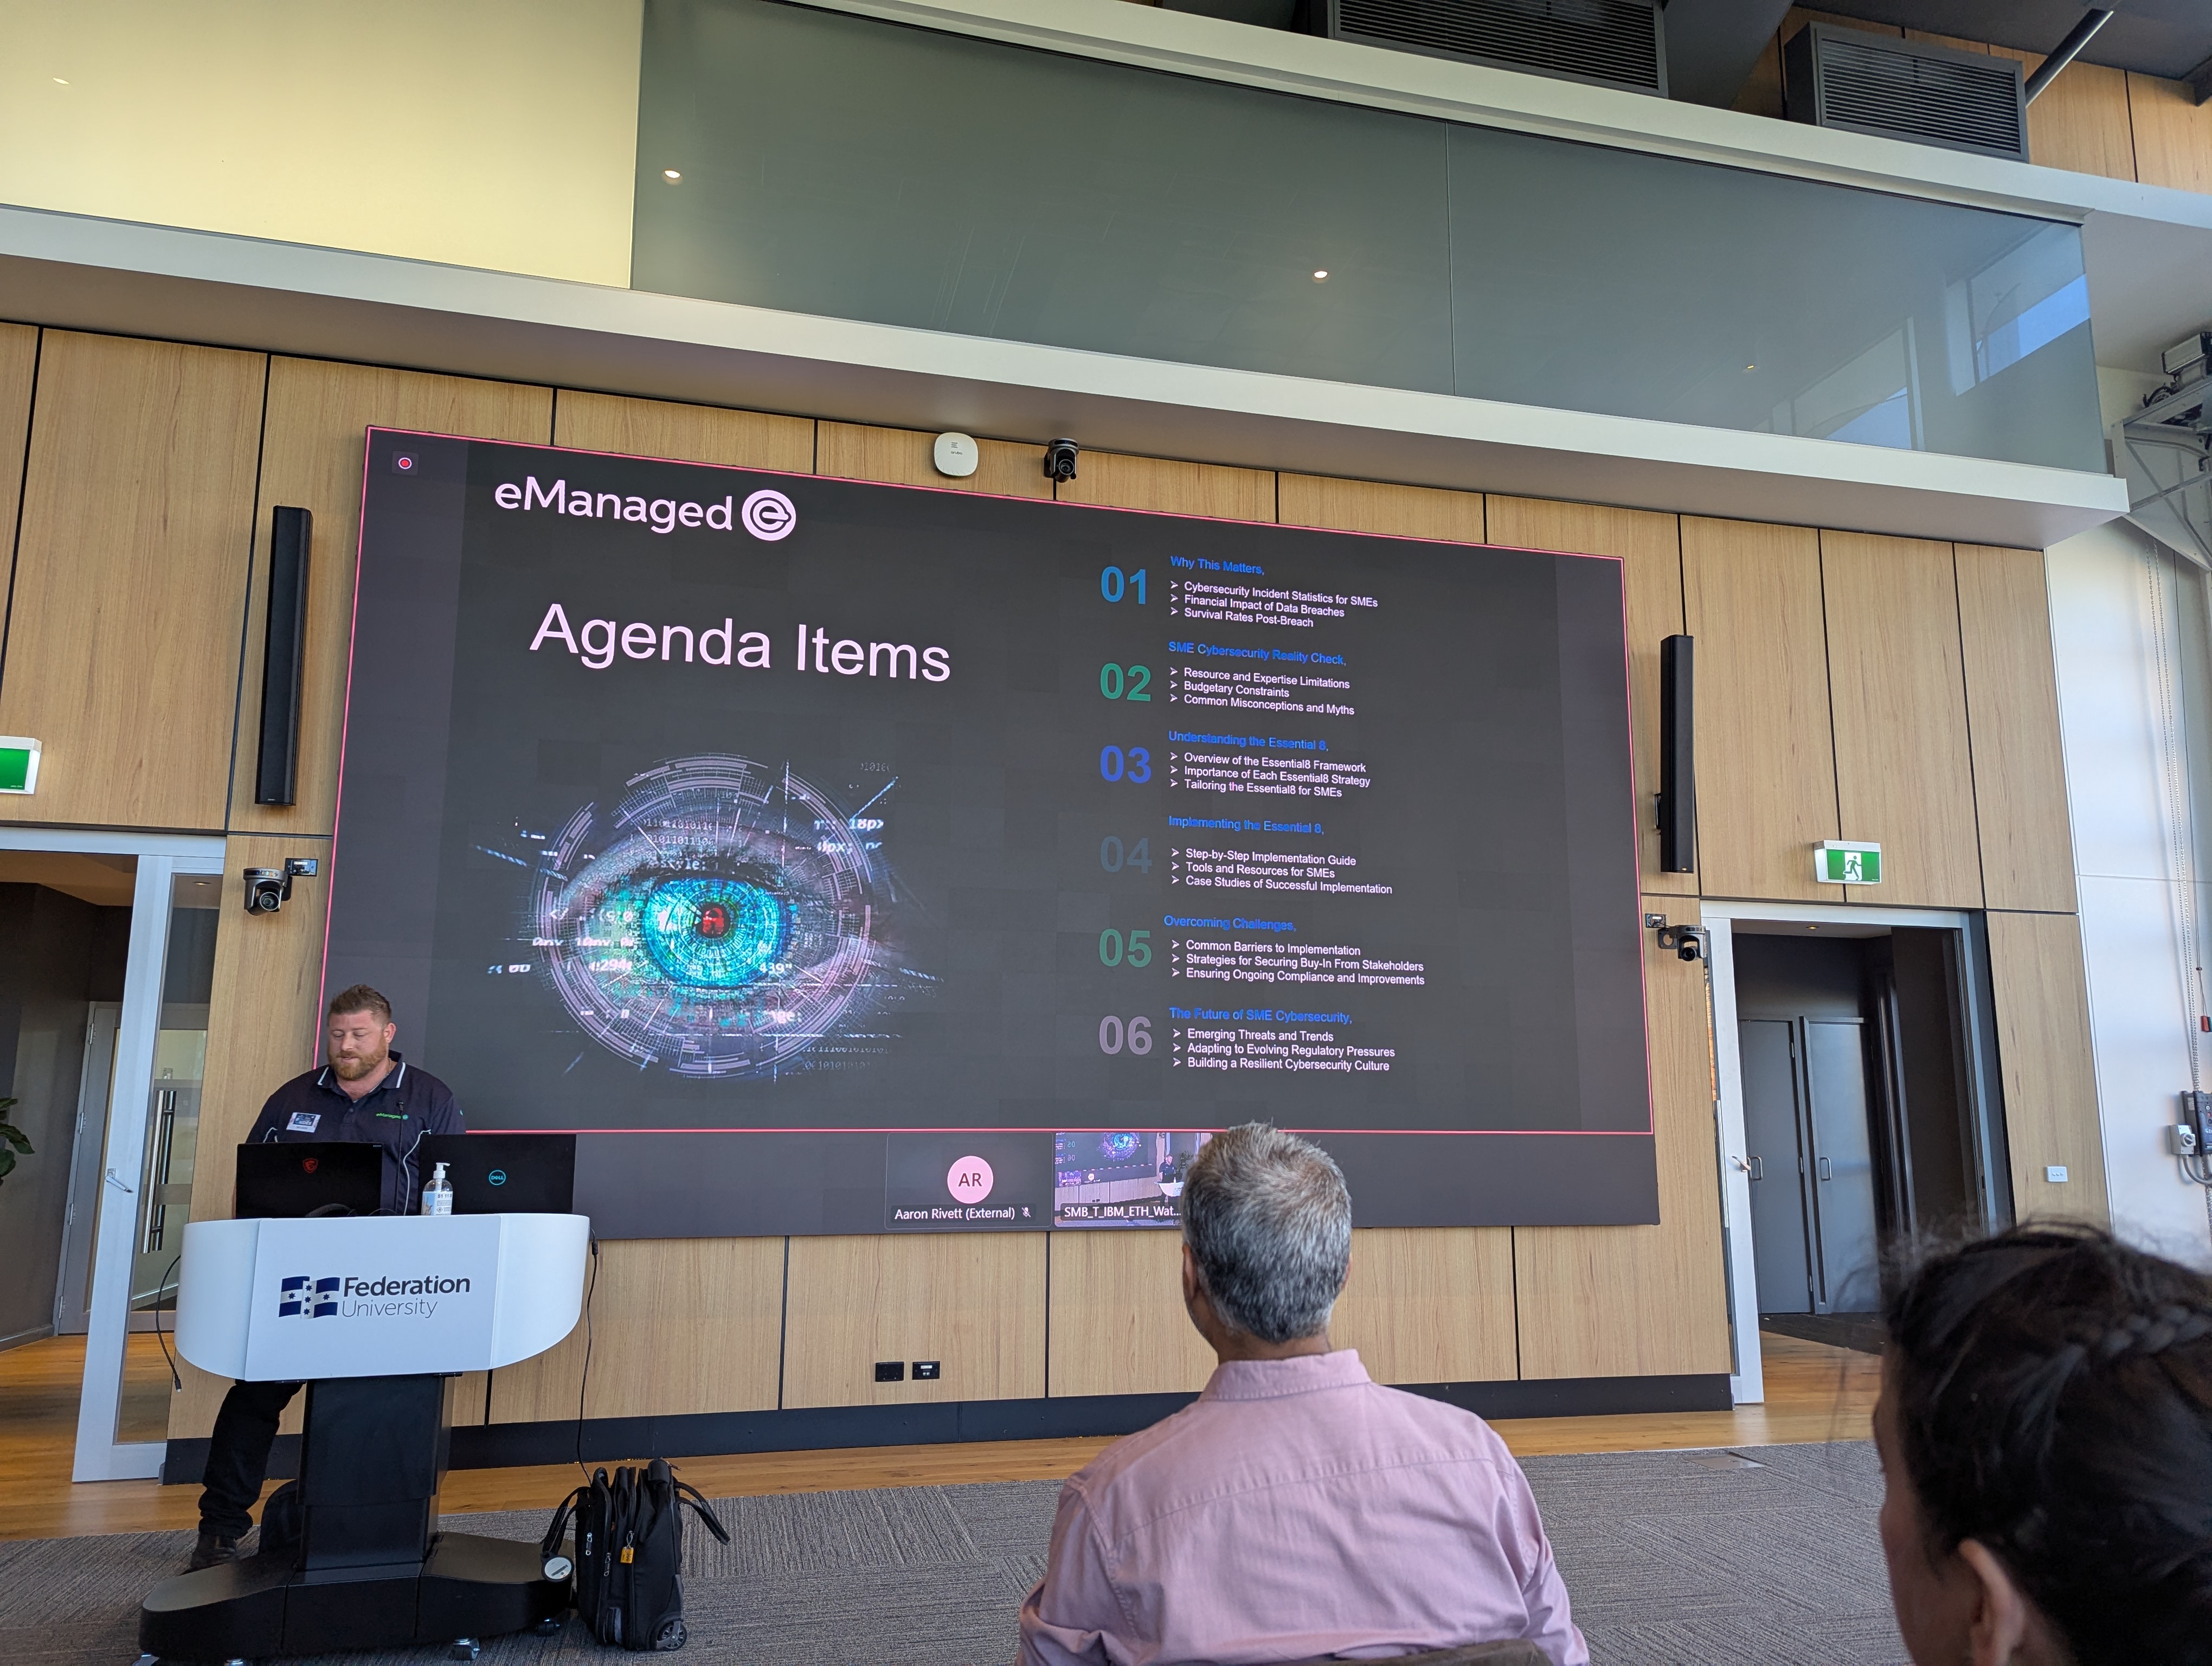 eManaged
Agenda Items
01
Why This Matters,
➢ Cybersecurity Incident Statistics for SMEs
➢ Financial Impact of Data Breaches
➢ Survival Rates Post-Breach
02
SME Cybersecurity Reality Check,
➢ Resource and Expertise Limitations
➢ Budgetary Constraints
➢ Common Misconceptions and Myths
03
Understanding the Essential 8,
➢ Overview of the Essential8 Framework
➢ Importance of Each Essential8 Strategy
➢ Tailoring the Essential8 for SMEs
04
Implementing the Essential 8,
➢ Step-by-Step Implementation Guide
➢ Tools and Resources for SMEs
➢ Case Studies of Successful Implementation
05
Overcoming Challenges,
➢ Common Barriers to Implementation
➢ Strategies for Securing Buy-In From Stakeholders
➢ Ensuring Ongoing Compliance and Improvements
06
The Future of SME Cybersecurity,
➢ Emerging Threats and Trends
➢ Adapting to Evolving Regulatory Pressures
➢ Building a Resilient Cybersecurity Culture
AR
Aaron Rivett (External)
SMB_T_IBM_ETH_Wat...
eManaged
DELL
Federation
University